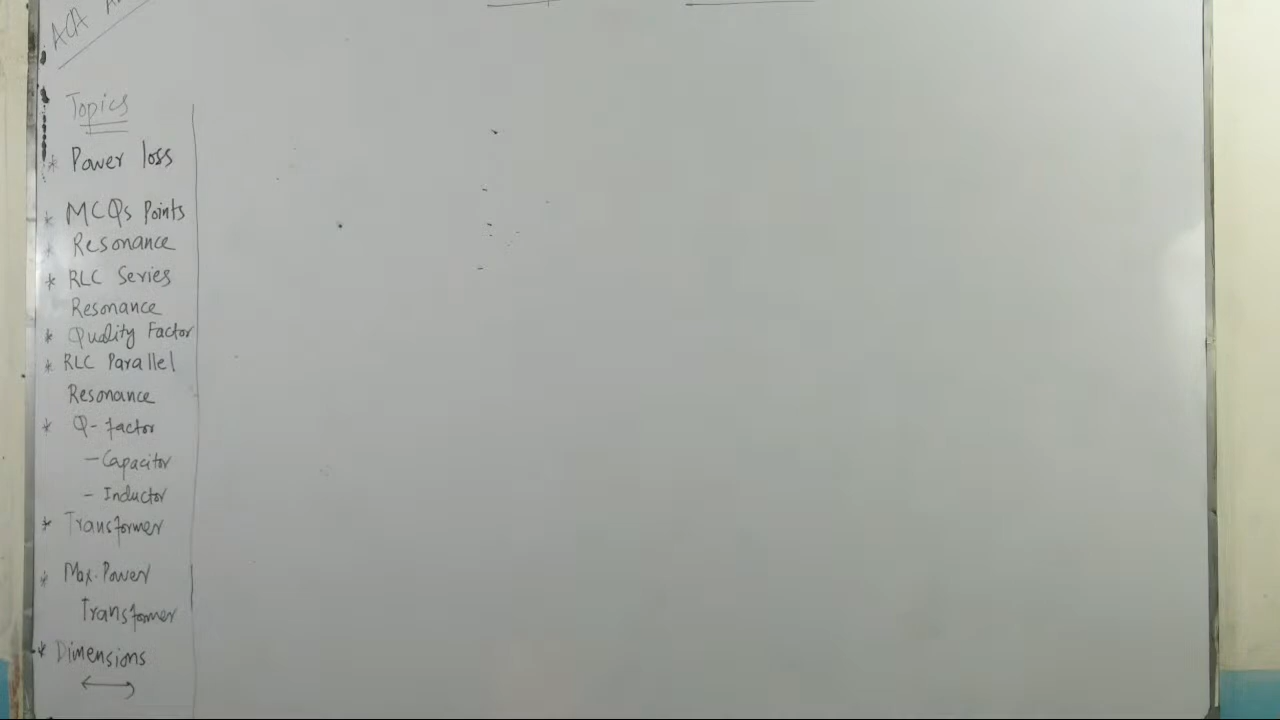 ACA
Topics
* Power loss
* MCQs Points
* Resonance
* RLC Series
Resonance
* Quality Factor
* RLC Parallel
Resonance
* Q-factor
- Capacitor
- Inductor
* Transformer
* Max. Power
Transformer
* Dimensions